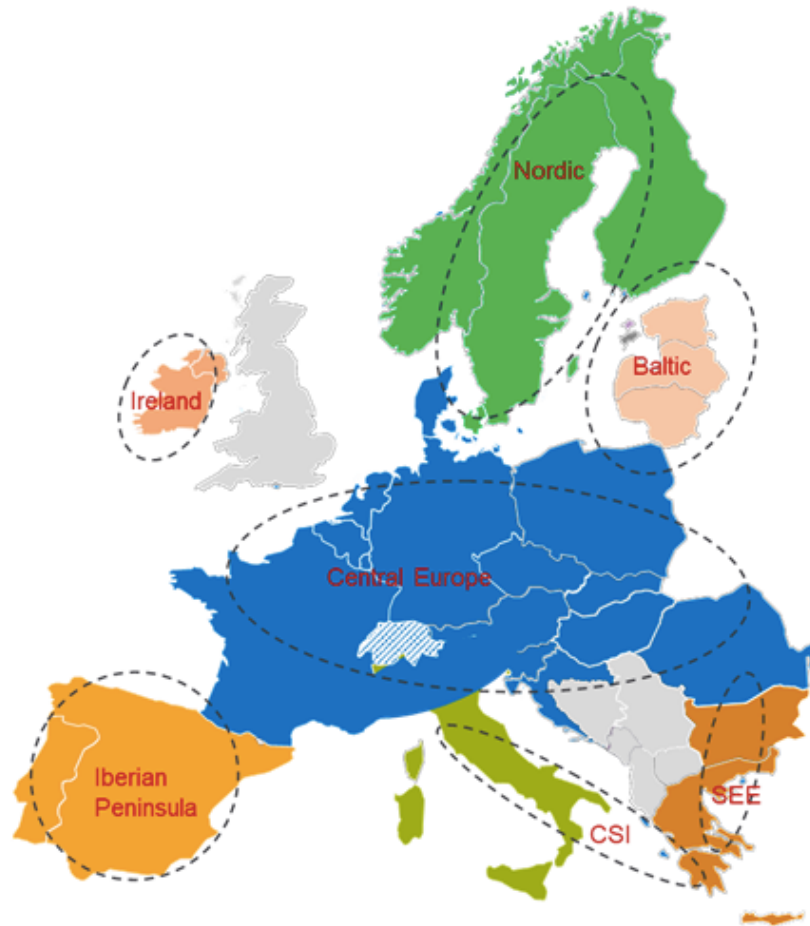 Nordic
Baltic
Ireland
Central Europe
Iberian
Peninsula
SEE
CSI